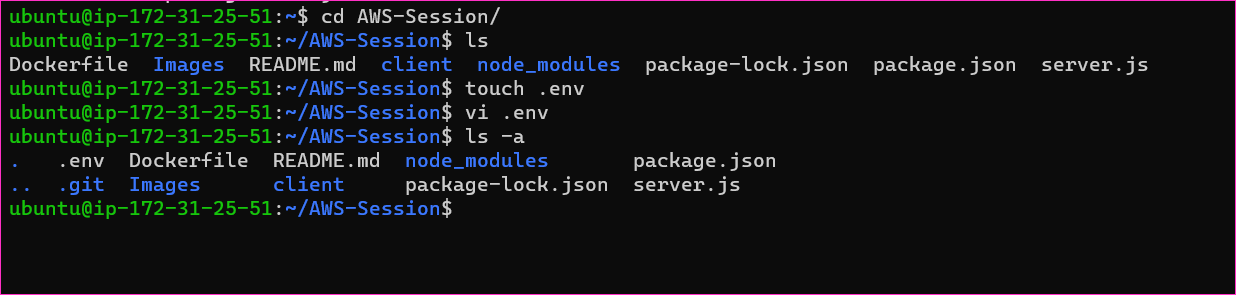 ubuntu@ip-172-31-25-51:~$ cd AWS-Session/
ubuntu@ip-172-31-25-51:~/AWS-Session$ ls
Dockerfile  Images  README.md  client  node_modules  package-lock.json  package.json  server.js
ubuntu@ip-172-31-25-51:~/AWS-Session$ touch .env
ubuntu@ip-172-31-25-51:~/AWS-Session$ vi .env
ubuntu@ip-172-31-25-51:~/AWS-Session$ ls -a
.   .env  Dockerfile  README.md  node_modules       package.json
..  .git  Images      client     package-lock.json  server.js
ubuntu@ip-172-31-25-51:~/AWS-Session$